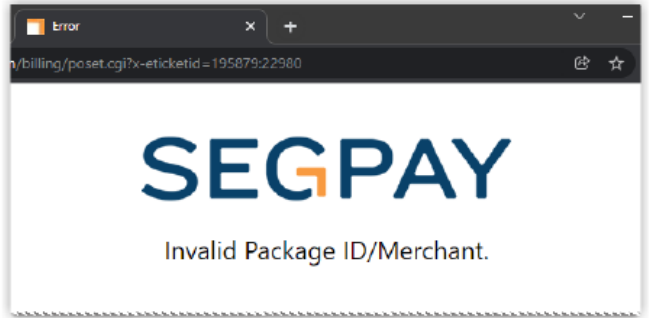 Error
/billing/poset.cgi?x-eticketid=195879:22980
SEGPAY
Invalid Package ID/Merchant.